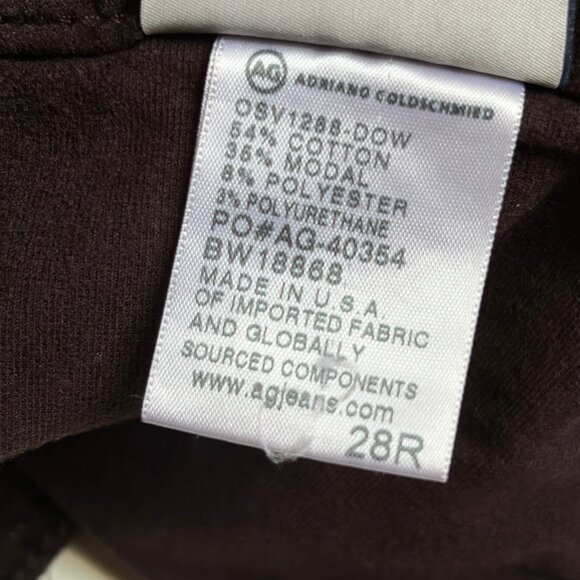 AG ADRIANO GOLDSCHMIED
OSV1288-DOW
54% COTTON
35% MODAL
8% POLYESTER
3% POLYURETHANE
PO#AG-40354
BW18868
MADE IN U.S.A.
OF IMPORTED FABRIC
AND GLOBALLY
SOURCED COMPONENTS
www.agjeans.com
28R